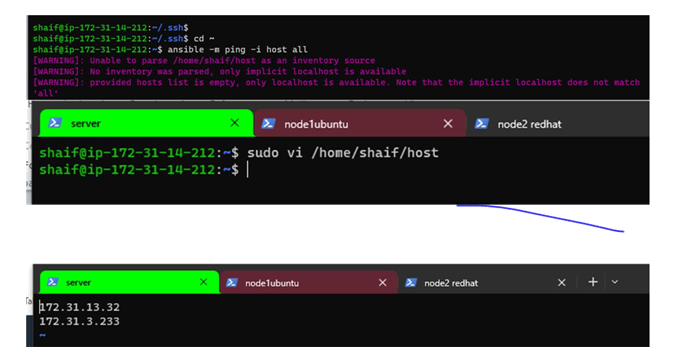 shaif@ip-172-31-14-212:~/.ssh$
shaif@ip-172-31-14-212:~/.ssh$ cd ~
shaif@ip-172-31-14-212:~$ ansible -m ping -i host all
[WARNING]: Unable to parse /home/shaif/host as an inventory source
[WARNING]: No inventory was parsed, only implicit localhost is available
[WARNING]: provided hosts list is empty, only localhost is available. Note that the implicit localhost does not match
'all'
server × node1ubuntu × node2 redhat
shaif@ip-172-31-14-212:~$ sudo vi /home/shaif/host
shaif@ip-172-31-14-212:~$
server × node1ubuntu × node2 redhat × +
172.31.13.32
172.31.3.233
~